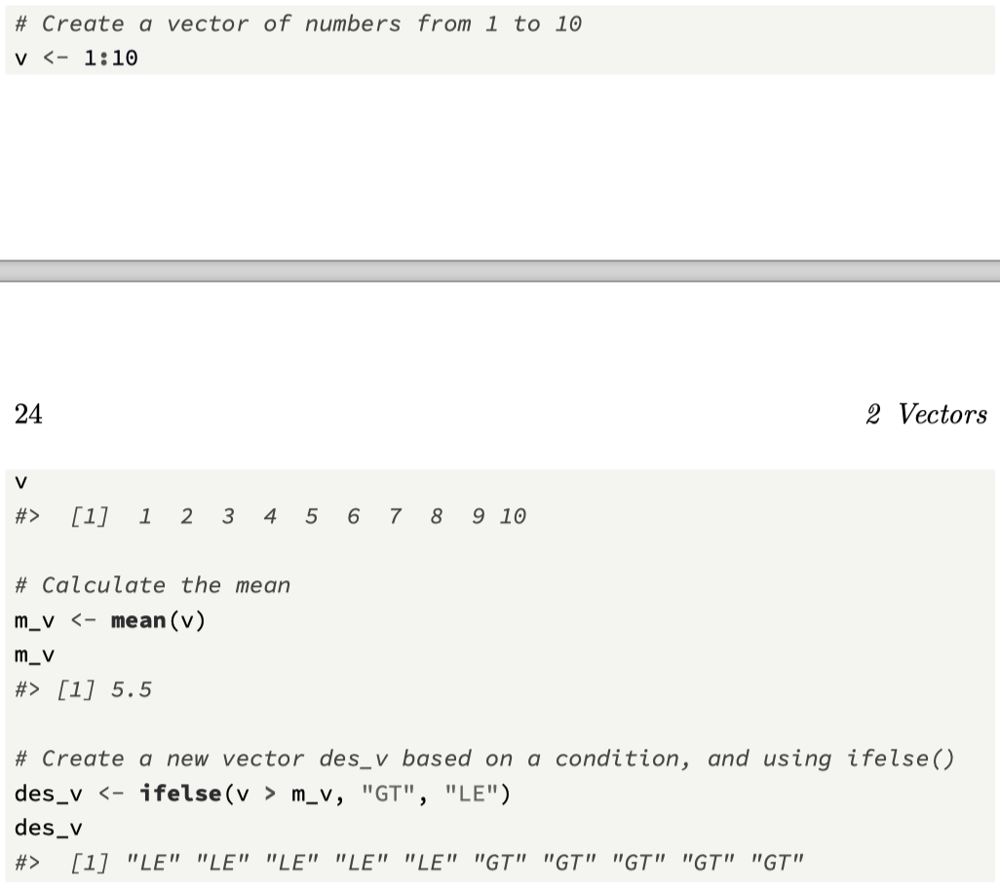 # Create a vector of numbers from 1 to 10
v <- 1:10
24 2 Vectors
v
#>  [1]  1  2  3  4  5  6  7  8  9 10
# Calculate the mean
m_v <- mean(v)
m_v
#> [1] 5.5
# Create a new vector des_v based on a condition, and using ifelse()
des_v <- ifelse(v > m_v, "GT", "LE")
des_v
#>  [1] "LE" "LE" "LE" "LE" "LE" "GT" "GT" "GT" "GT" "GT"